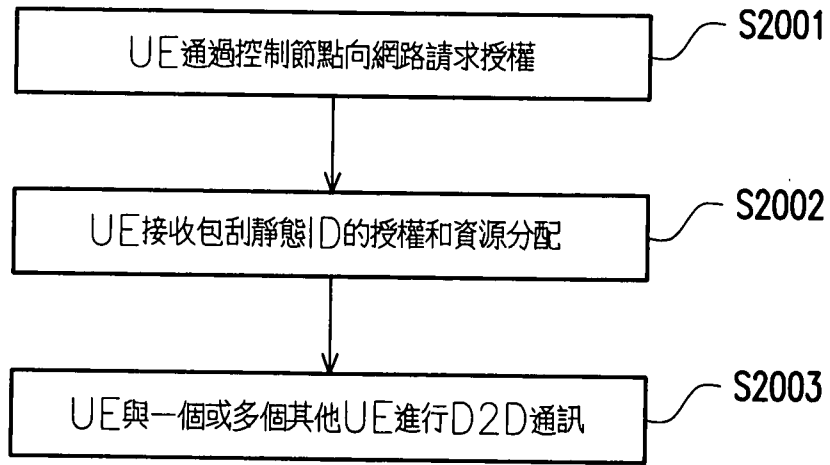 UE通過控制節點向網路請求授權
S2001
UE接收包刮靜態ID的授權和資源分配
S2002
UE與一個或多個其他UE進行D2D通訊
S2003